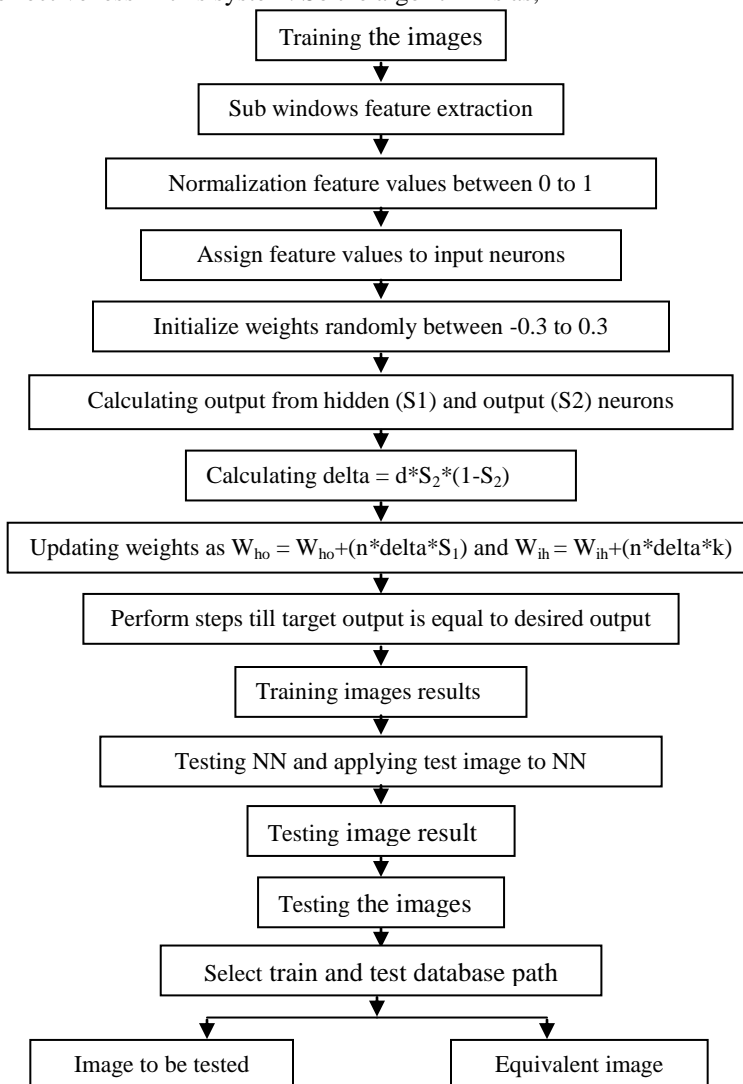 Training the images
Sub windows feature extraction
Normalization feature values between 0 to 1
Assign feature values to input neurons
Initialize weights randomly between -0.3 to 0.3
Calculating output from hidden (S1) and output (S2) neurons
Calculating delta = d*S₂*(1-S₂)
Updating weights as Wₕₒ = Wₕₒ+(n*delta*S₁) and Wᵢₕ = Wᵢₕ+(n*delta*k)
Perform steps till target output is equal to desired output
Training images results
Testing NN and applying test image to NN
Testing image result
Testing the images
Select train and test database path
Image to be tested
Equivalent image